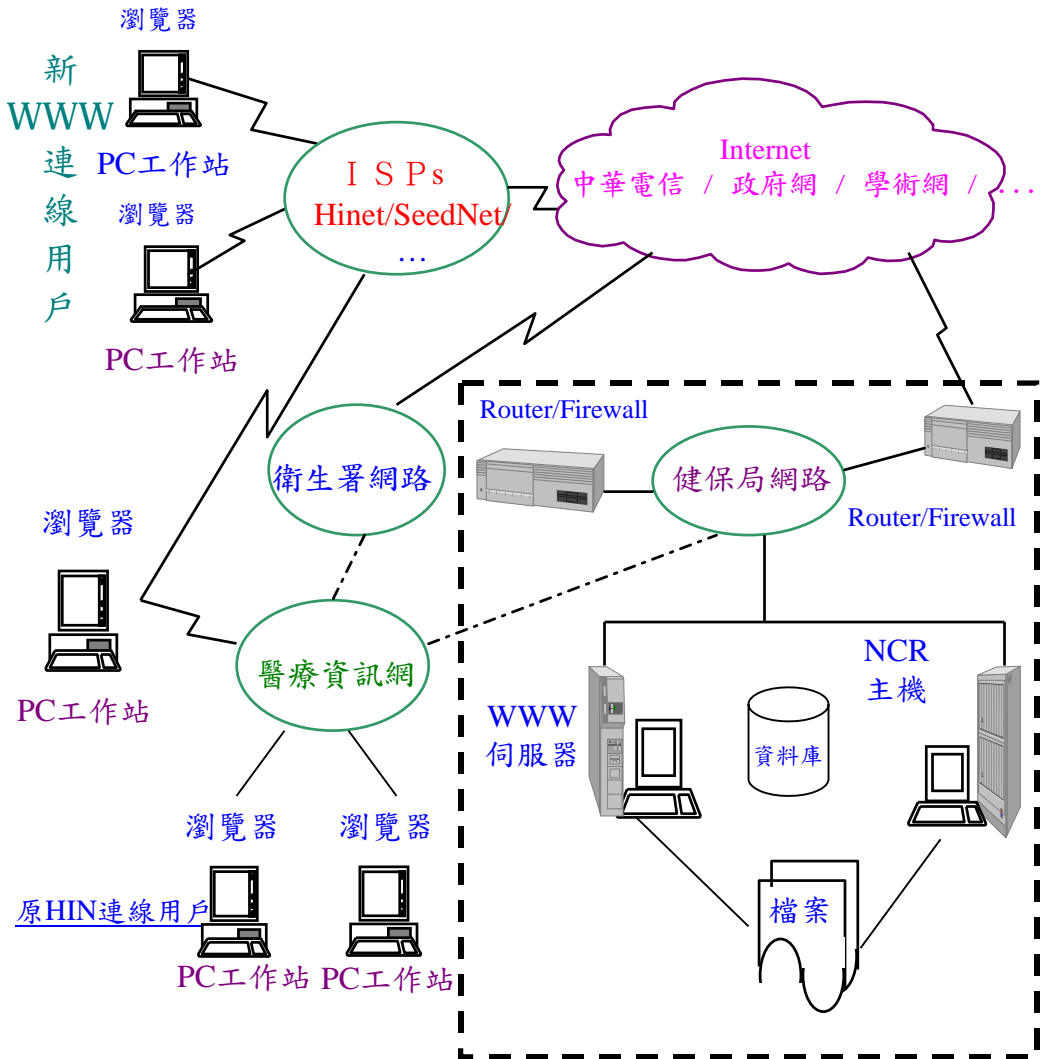 瀏覽器
新
WWW
連
線
用
戶
PC工作站
瀏覽器
PC工作站
ＩＳＰs
Hinet/SeedNet/
...
Internet
中華電信 / 政府網 / 學術網 / ...
Router/Firewall
衛生署網路
健保局網路
Router/Firewall
瀏覽器
PC工作站
醫療資訊網
NCR
主機
WWW
伺服器
資料庫
瀏覽器
瀏覽器
原HIN連線用戶
檔案
PC工作站
PC工作站